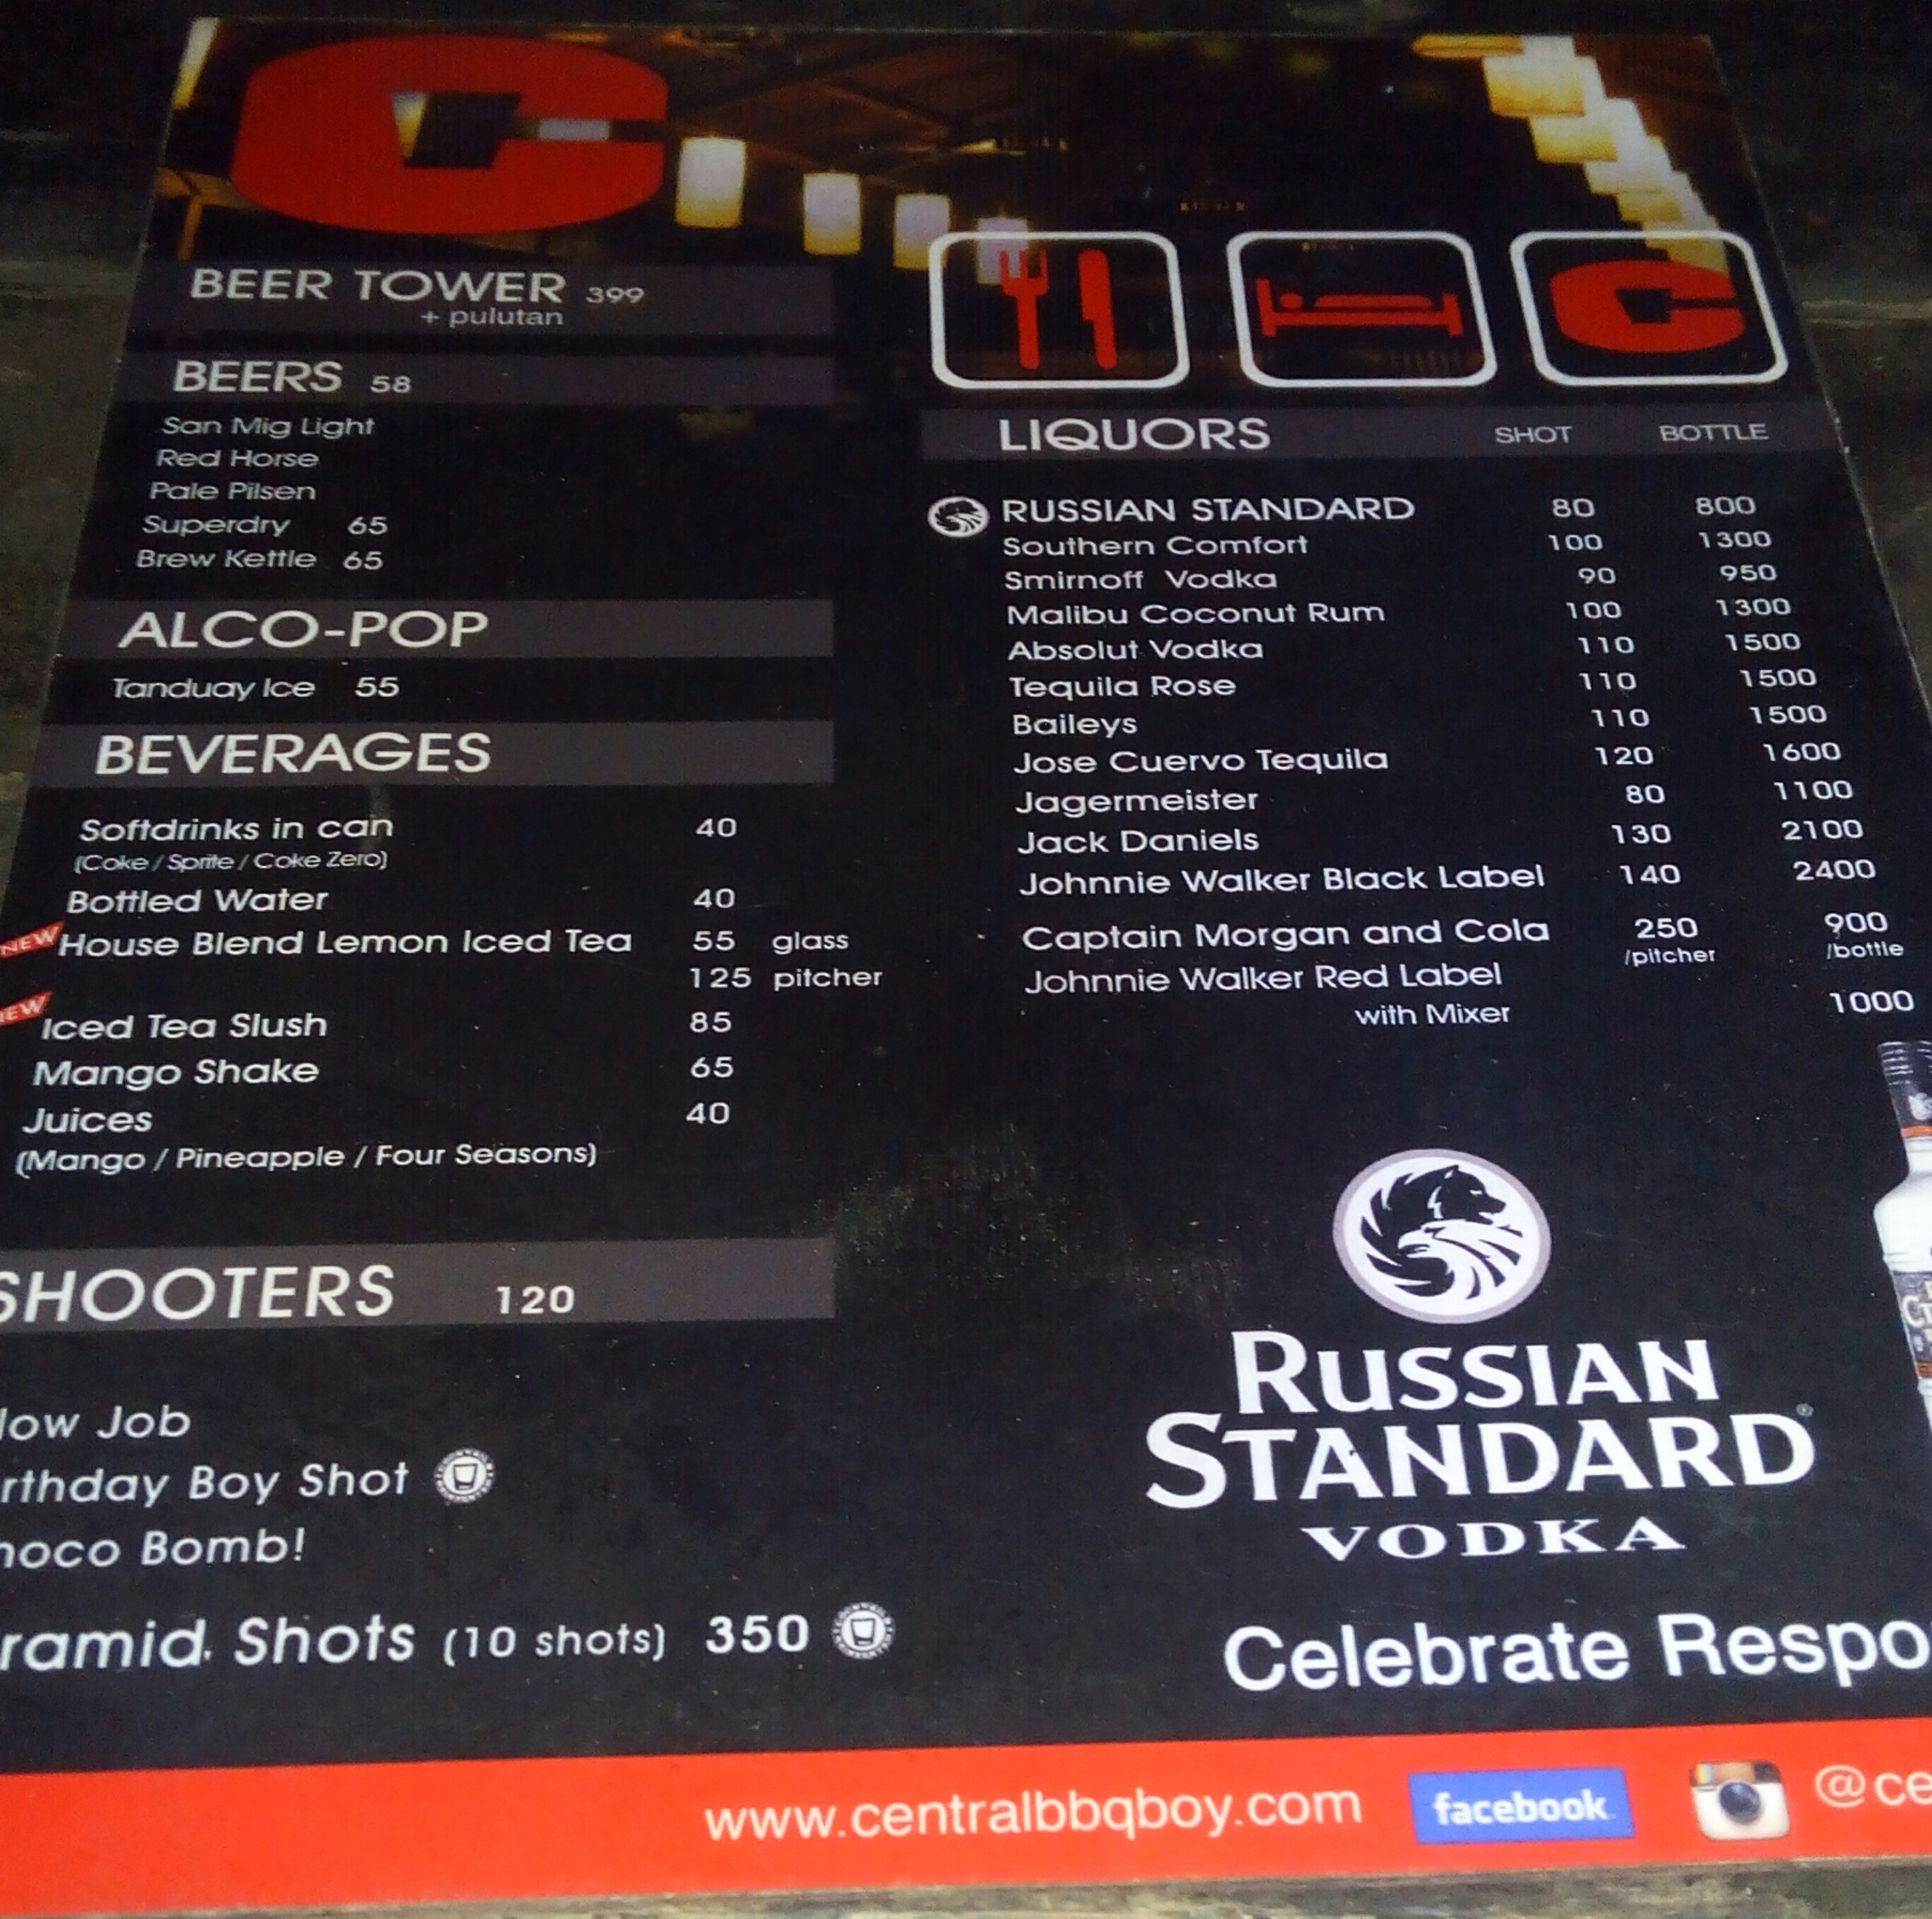 BEER TOWER 399
+ pulutan
BEERS 58
San Mig Light
Red Horse
Pale Pilsen
Superdry 65
Brew Kettle 65
ALCO-POP
Tanduay Ice 55
BEVERAGES
Softdrinks in can 40
(Coke / Sprite / Coke Zero)
Bottled Water 40
NEW House Blend Lemon Iced Tea 55 glass
125 pitcher
NEW
Iced Tea Slush 85
Mango Shake 65
Juices 40
(Mango / Pineapple / Four Seasons)
SHOOTERS 120
low Job
rthday Boy Shot
hoco Bomb!
ramid Shots (10 shots) 350
LIQUORS SHOT BOTTLE
RUSSIAN STANDARD 80 800
Southern Comfort 100 1300
Smirnoff Vodka 90 950
Malibu Coconut Rum 100 1300
Absolut Vodka 110 1500
Tequila Rose 110 1500
Baileys 110 1500
Jose Cuervo Tequila 120 1600
Jagermeister 80 1100
Jack Daniels 130 2100
Johnnie Walker Black Label 140 2400
Captain Morgan and Cola 250 900
/pitcher /bottle
Johnnie Walker Red Label
with Mixer 1000
RUSSIAN
STANDARD®
VODKA
Celebrate Respo
www.centralbbqboy.com facebook @ce